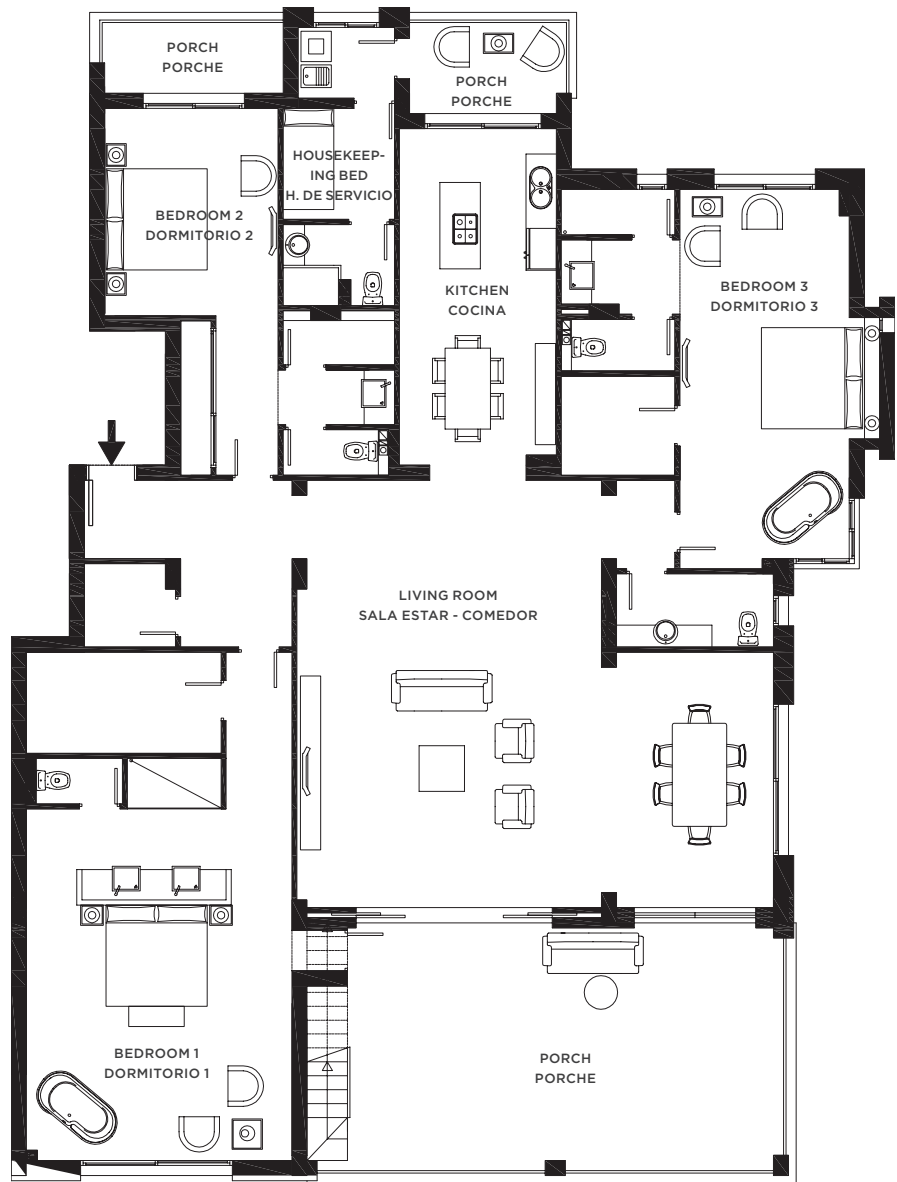 PORCH
PORCHE
PORCH
PORCHE
HOUSEKEEP-
ING BED
H. DE SERVICIO
BEDROOM 2
DORMITORIO 2
KITCHEN
COCINA
BEDROOM 3
DORMITORIO 3
LIVING ROOM
SALA ESTAR - COMEDOR
BEDROOM 1
DORMITORIO 1
PORCH
PORCHE